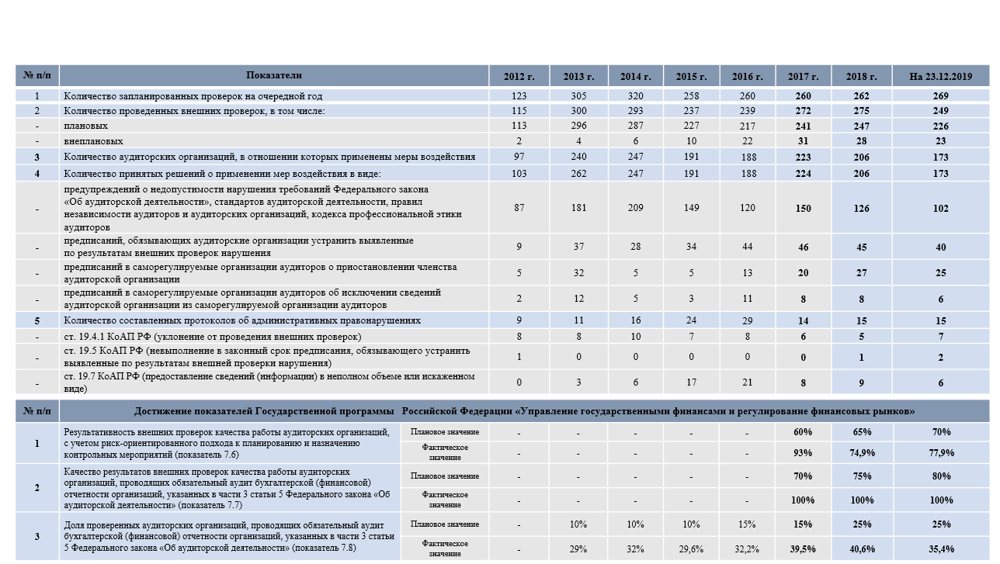 № п/п Показатели 2012 г. 2013 г. 2014 г. 2015 г. 2016 г. 2017 г. 2018 г. На 23.12.2019
1 Количество запланированных проверок на очередной год 123 305 320 258 260 260 262 269
2 Количество проведенных внешних проверок, в том числе: 115 300 293 237 239 272 275 249
- плановых 113 296 287 227 217 241 247 226
- внеплановых 2 4 6 10 22 31 28 23
3 Количество аудиторских организаций, в отношении которых применены меры воздействия 97 240 247 191 188 223 206 173
4 Количество принятых решений о применении мер воздействия в виде: 103 262 247 191 188 224 206 173
предупреждений о недопустимости нарушения требований Федерального закона
«Об аудиторской деятельности», стандартов аудиторской деятельности, правил
- 87 181 209 149 120 150 126 102
независимости аудиторов и аудиторских организаций, кодекса профессиональной этики
аудиторов
предписаний, обязывающих аудиторские организации устранить выявленные
- 9 37 28 34 44 46 45 40
по результатам внешних проверок нарушения
предписаний в саморегулируемые организации аудиторов о приостановлении членства
- 5 32 5 5 13 20 27 25
аудиторской организации
предписаний в саморегулируемые организации аудиторов об исключении сведений
- 2 12 5 3 11 8 8 6
аудиторской организации из саморегулируемой организации аудиторов
5 Количество составленных протоколов об административных правонарушениях 9 11 16 24 29 14 15 15
- ст. 19.4.1 КоАП РФ (уклонение от проведения внешних проверок) 8 8 10 7 8 6 5 7
ст. 19.5 КоАП РФ (невыполнение в законный срок предписания, обязывающего устранить
- 1 0 0 0 0 0 1 2
выявленные по результатам внешней проверки нарушения)
ст. 19.7 КоАП РФ (предоставление сведений (информации) в неполном объеме или искаженном
- 0 3 6 17 21 8 9 6
виде)
№ п/п Достижение показателей Государственной программы Российской Федерации «Управление государственными финансами и регулирование финансовых рынков»
Результативность внешних проверок качества работы аудиторских организаций,
Плановое значение - - - - - 60% 65% 70%
1 с учетом риск-ориентированного подхода к планированию и назначению
контрольных мероприятий (показатель 7.6)
Фактическое
значение - - - - - 93% 74,9% 77,9%
Качество результатов внешних проверок качества работы аудиторских
организаций, проводящих обязательный аудит бухгалтерской (финансовой)
Плановое значение - - - - - 70% 75% 80%
2 отчетности организаций, указанных в части 3 статьи 5 Федерального закона «Об
аудиторской деятельности» (показатель 7.7)
Фактическое
значение - - - - - 100% 100% 100%
Доля проверенных аудиторских организаций, проводящих обязательный аудит
Плановое значение - 10% 10% 10% 15% 15% 25% 25%
3 бухгалтерской (финансовой) отчетности организаций, указанных в части 3 статьи
5 Федерального закона «Об аудиторской деятельности» (показатель 7.8)
Фактическое
значение - 29% 32% 29,6% 32,2% 39,5% 40,6% 35,4%